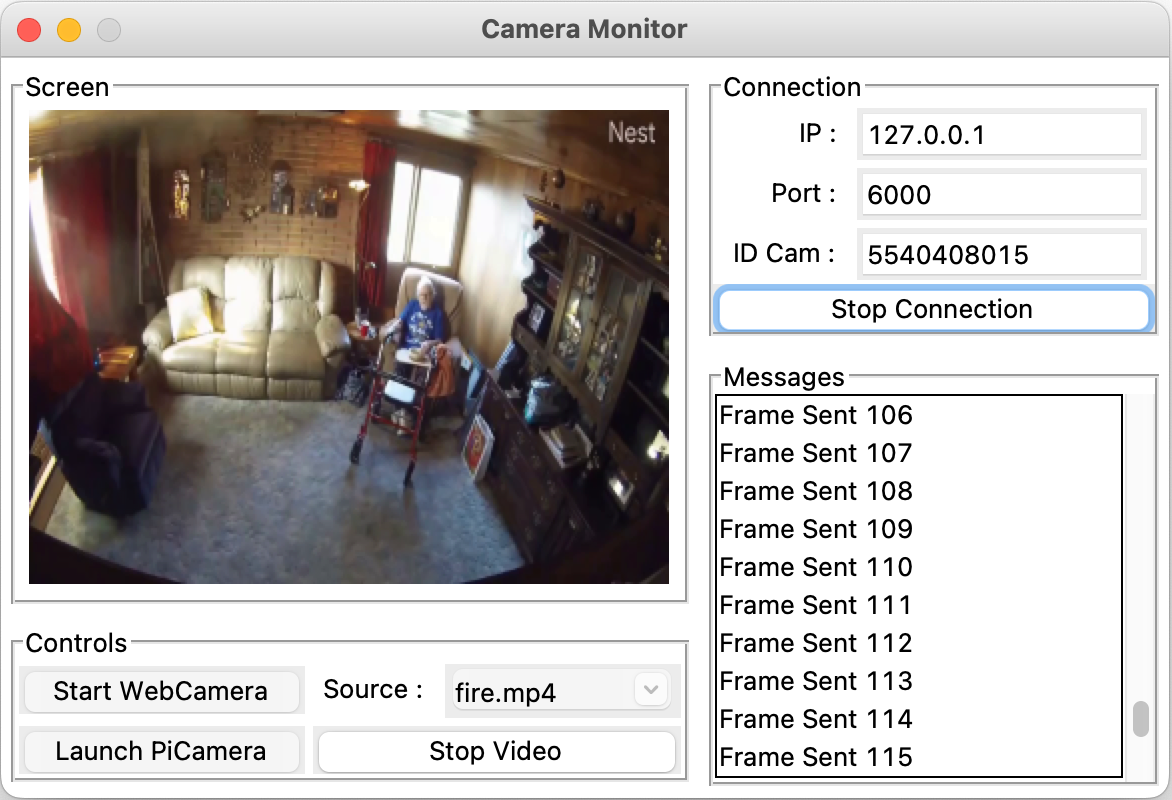 Camera Monitor
Screen
Nest
Connection
IP : 127.0.0.1
Port : 6000
ID Cam : 5540408015
Stop Connection
Messages
Frame Sent 106
Frame Sent 107
Frame Sent 108
Frame Sent 109
Frame Sent 110
Frame Sent 111
Frame Sent 112
Frame Sent 113
Frame Sent 114
Frame Sent 115
Controls
Start WebCamera
Source : fire.mp4
Launch PiCamera
Stop Video